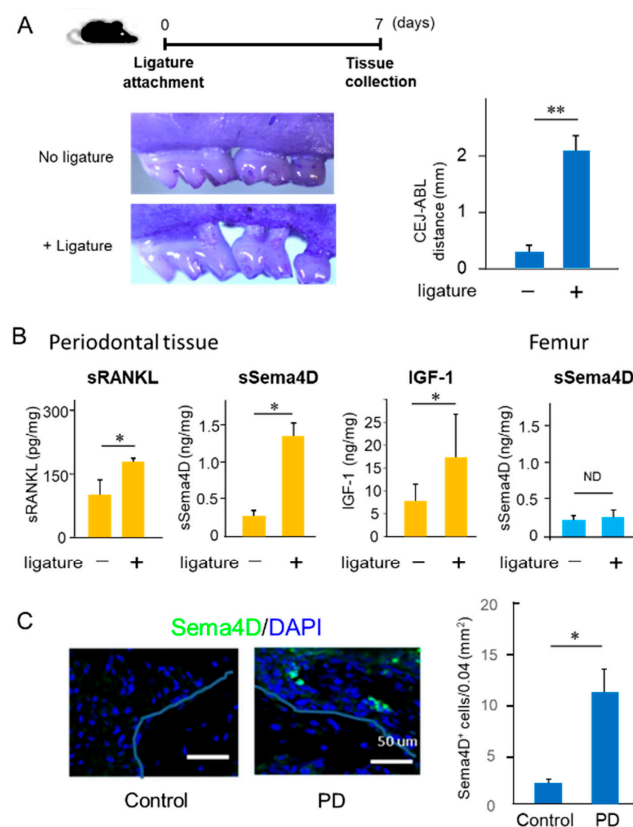 A
0 7 (days)
Ligature attachment
Tissue collection
No ligature
+ Ligature
CEJ-ABL distance (mm)
2
1
0
**
ligature − +
B
Periodontal tissue
Femur
sRANKL
sRANKL (pg/mg)
300
150
0
*
ligature − +
sSema4D
sSema4D (ng/mg)
1.5
1.0
0.5
0
*
ligature − +
IGF-1
IGF-1 (ng/mg)
25
20
15
10
5
0
*
ligature − +
sSema4D
sSema4D (ng/mg)
1.5
1.0
0.5
0
ND
ligature − +
C
Sema4D/DAPI
50 um
Control
PD
Sema4D⁺ cells/0.04 (mm²)
20
15
10
5
0
*
Control PD